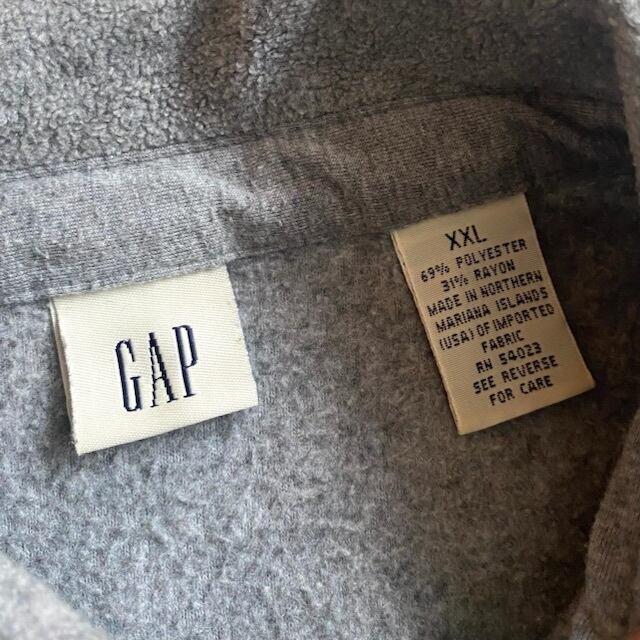 GAP
XXL
69% POLYESTER
31% RAYON
MADE IN NORTHERN
MARIANA ISLANDS
(USA) OF IMPORTED
FABRIC
RN 54023
SEE REVERSE
FOR CARE